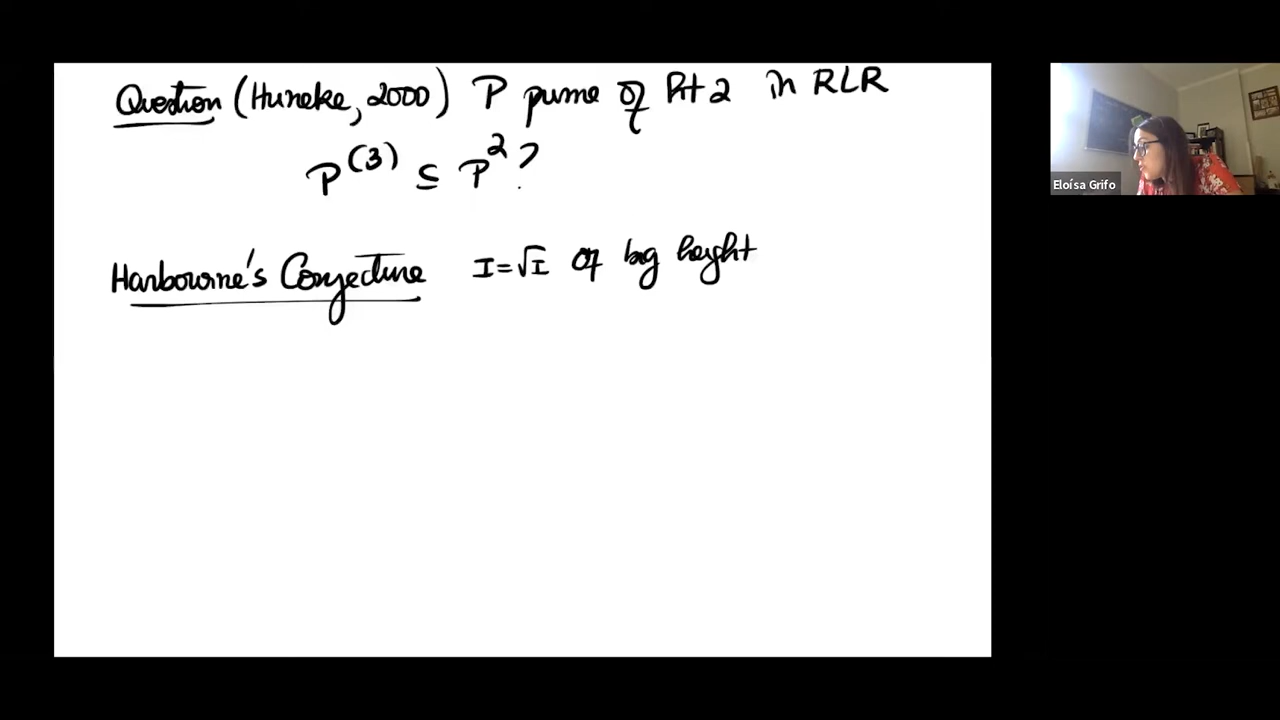 Question (Huneke, 2000) P prime of ht 2 in RLR
P^(3) ⊆ P^2?
Harbourne's Conjecture I=√I of big height
Eloísa Grifo